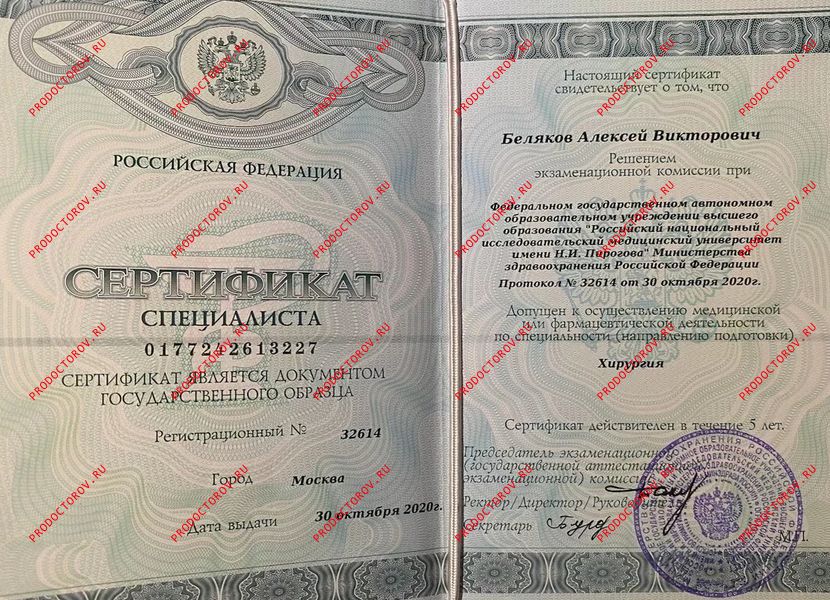 РОССИЙСКАЯ ФЕДЕРАЦИЯ
СЕРТИФИКАТ
СПЕЦИАЛИСТА
0177242613227
СЕРТИФИКАТ ЯВЛЯЕТСЯ ДОКУМЕНТОМ
ГОСУДАРСТВЕННОГО ОБРАЗЦА
Регистрационный № 32614
Город Москва
Дата выдачи 30 октября 2020г.
Настоящий сертификат
свидетельствует о том, что
Беляков Алексей Викторович
Решением
экзаменационной комиссии при
Федеральном государственном автономном
образовательном учреждении высшего
образования "Российский национальный
исследовательский медицинский университет
имени Н.И. Пирогова" Министерства
здравоохранения Российской Федерации
Протокол № 32614 от 30 октября 2020г.
Допущен к осуществлению медицинской
или фармацевтической деятельности
по специальности (направлению подготовки)
Хирургия
Сертификат действителен в течение 5 лет.
Председатель экзаменационной
(государственной аттестационной
экзаменационной) комиссии
Ректор/Директор/Руководитель
Секретарь
М.П.
PRODOCTOROV.RU